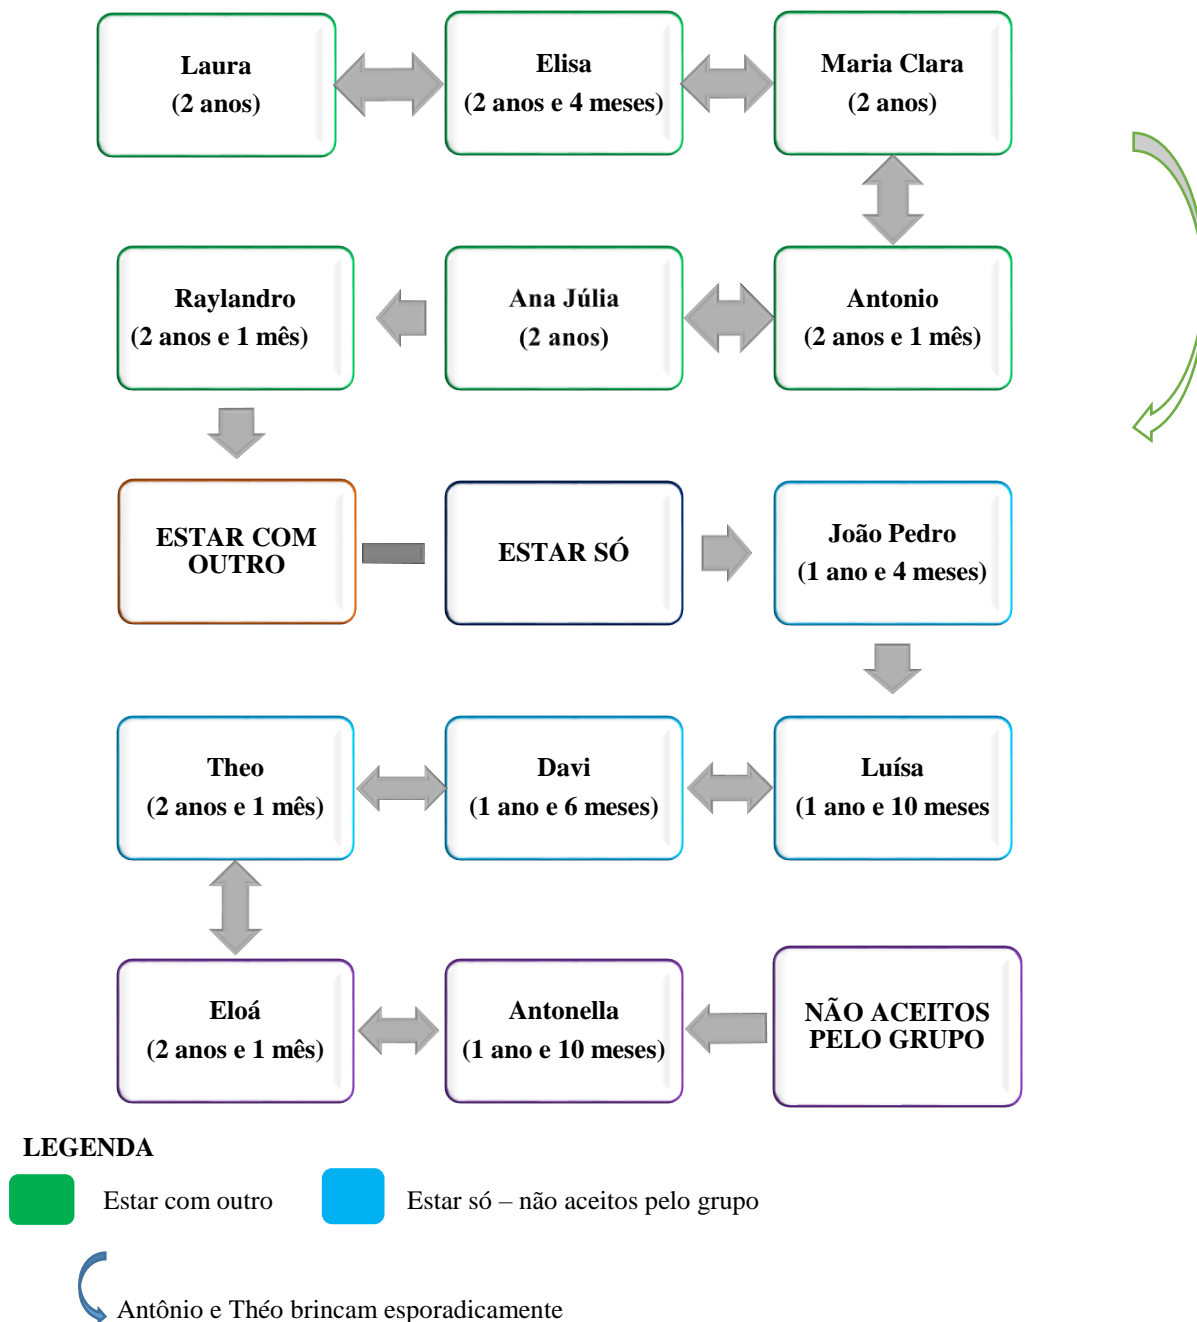 Laura
(2 anos)
Elisa
(2 anos e 4 meses)
Maria Clara
(2 anos)
Raylandro
(2 anos e 1 mês)
Ana Júlia
(2 anos)
Antonio
(2 anos e 1 mês)
ESTAR COM
OUTRO
ESTAR SÓ
João Pedro
(1 ano e 4 meses)
Theo
(2 anos e 1 mês)
Davi
(1 ano e 6 meses)
Luísa
(1 ano e 10 meses
Eloá
(2 anos e 1 mês)
Antonella
(1 ano e 10 meses)
NÃO ACEITOS
PELO GRUPO
LEGENDA
Estar com outro
Estar só – não aceitos pelo grupo
Antônio e Théo brincam esporadicamente